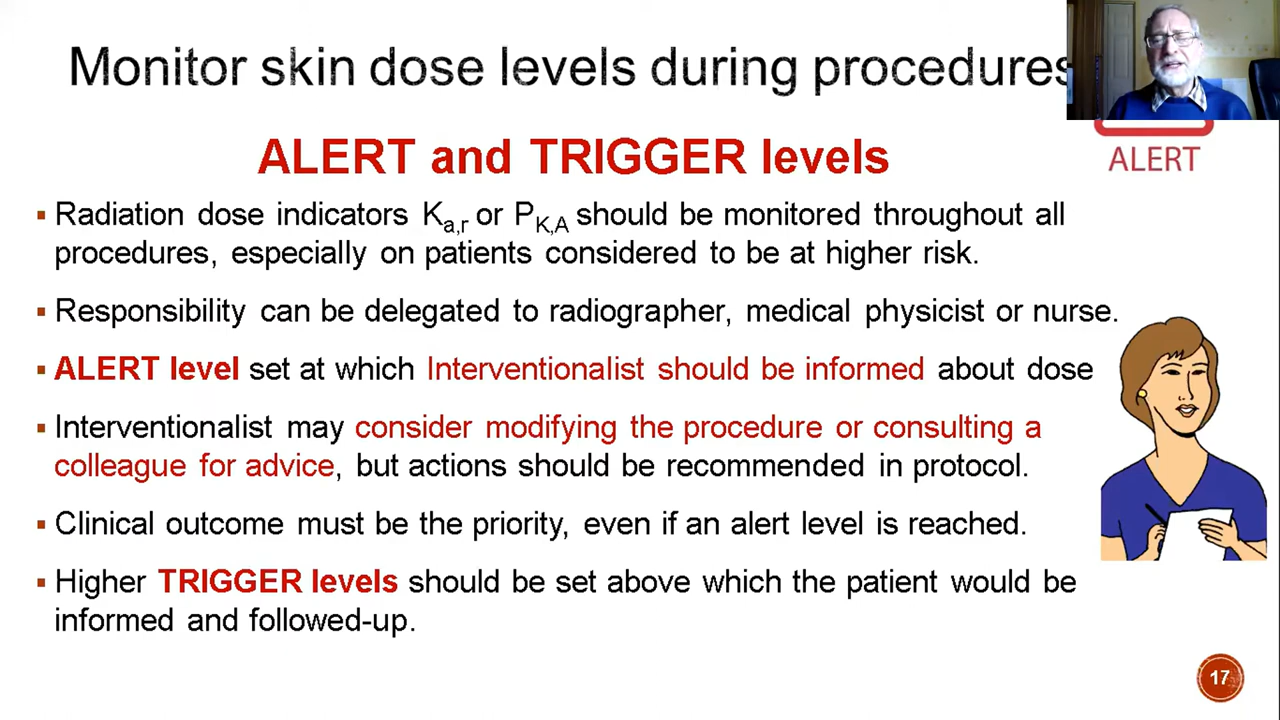 Monitor skin dose levels during procedures
ALERT and TRIGGER levels
ALERT
▪ Radiation dose indicators Ka,r or PK,A should be monitored throughout all
procedures, especially on patients considered to be at higher risk.
▪ Responsibility can be delegated to radiographer, medical physicist or nurse.
▪ ALERT level set at which Interventionalist should be informed about dose
▪ Interventionalist may consider modifying the procedure or consulting a
colleague for advice, but actions should be recommended in protocol.
▪ Clinical outcome must be the priority, even if an alert level is reached.
▪ Higher TRIGGER levels should be set above which the patient would be
informed and followed-up.
17